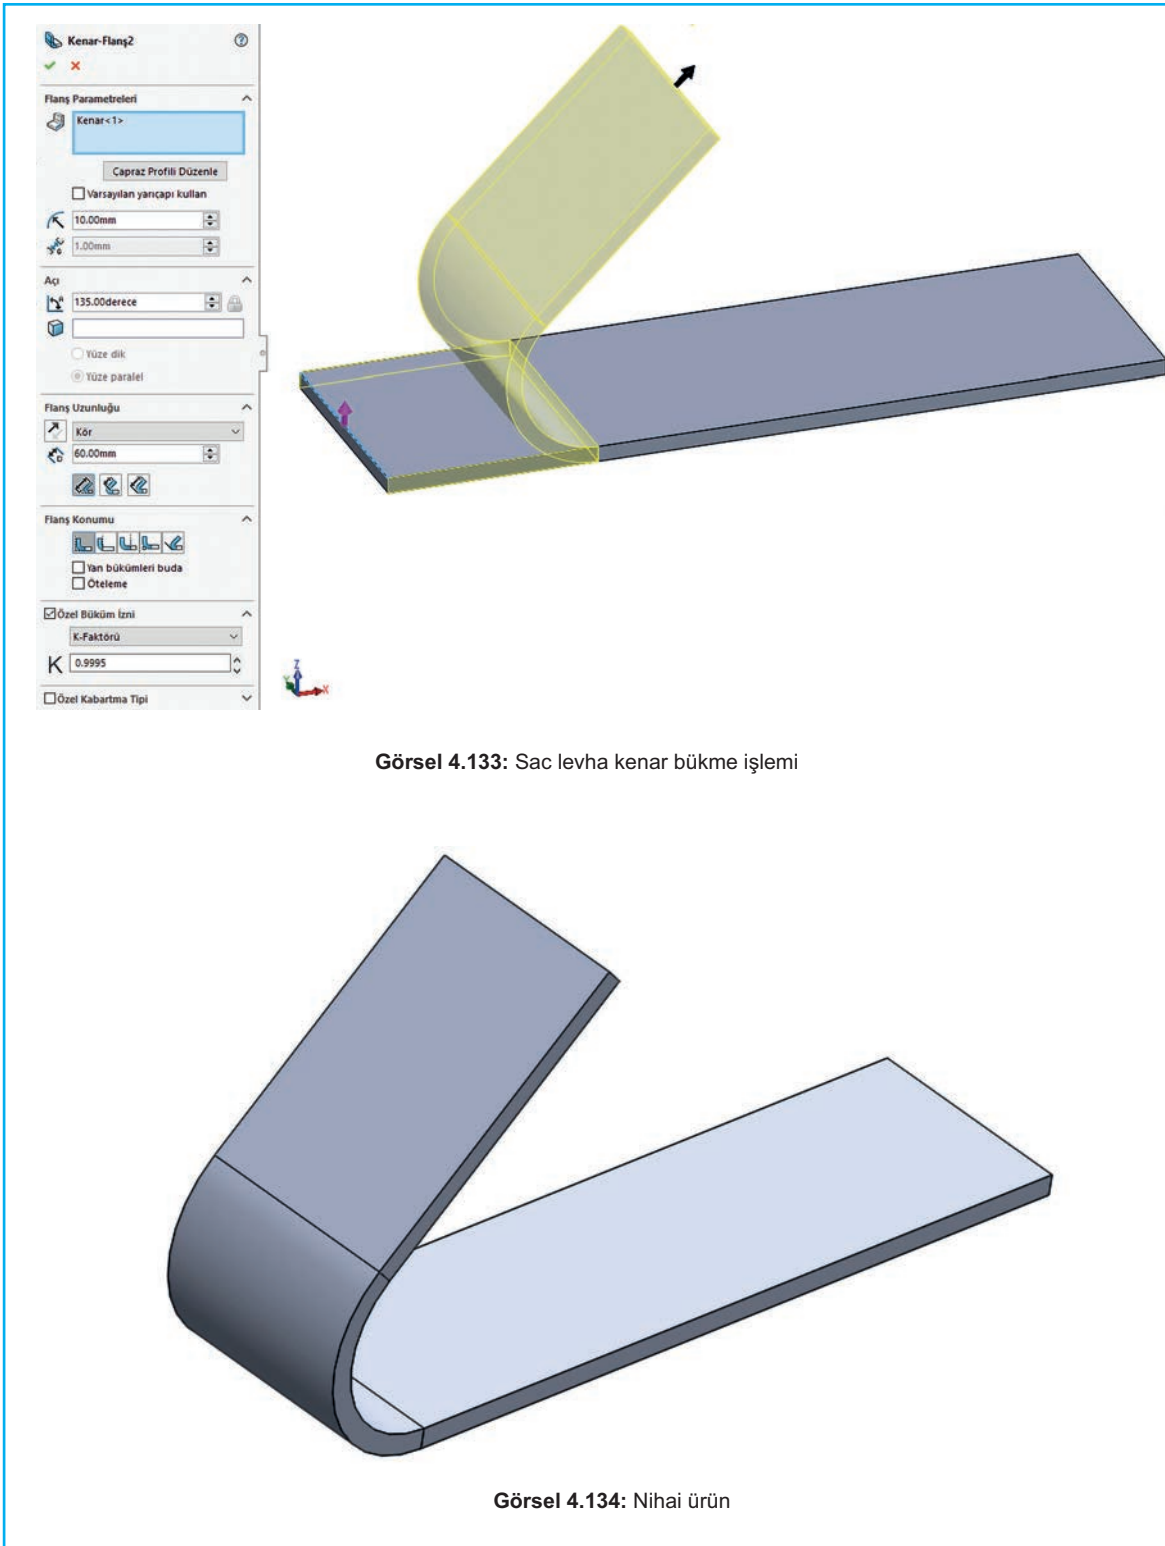 Kenar-Flanş2
Flanş Parametreleri
Kenar<1>
Çapraz Profili Düzenle
Varsayılan yarıçapı kullan
10.00mm
1.00mm
Açı
135.00derece
Yüze dik
Yüze paralel
Flanş Uzunluğu
Kör
60.00mm
Flanş Konumu
Yan bükümleri buda
Öteleme
Özel Büküm İzni
K-Faktörü
K 0.9995
Özel Kabartma Tipi
Z
Y
X
Görsel 4.133: Sac levha kenar bükme işlemi
Görsel 4.134: Nihai ürün